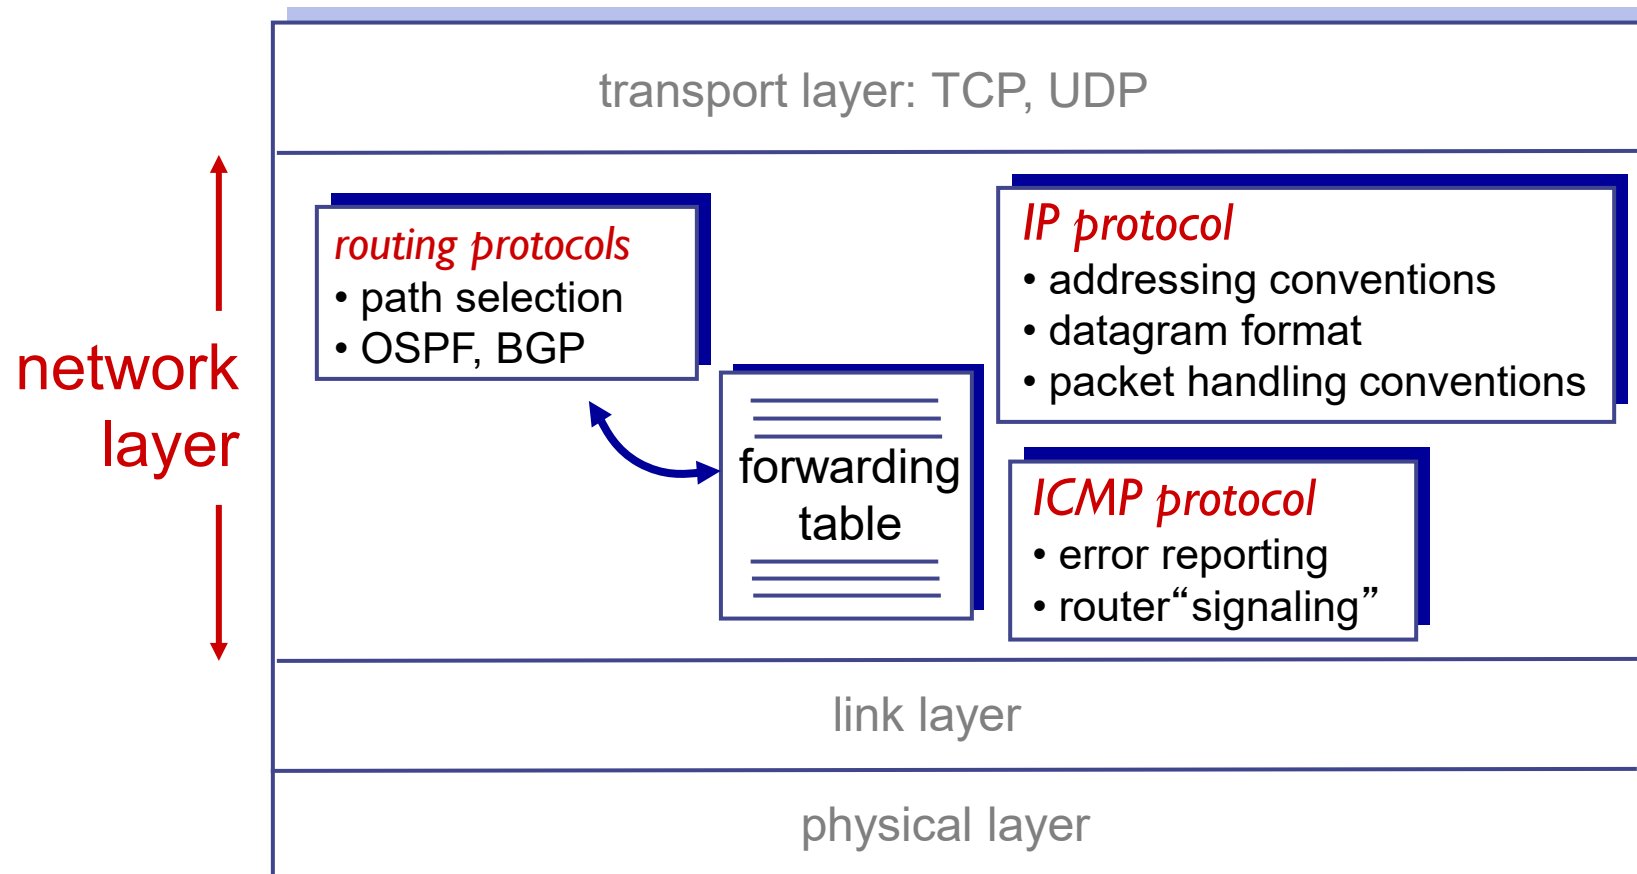 transport layer: TCP, UDP
network
layer
routing protocols
• path selection
• OSPF, BGP
forwarding
table
IP protocol
• addressing conventions
• datagram format
• packet handling conventions
ICMP protocol
• error reporting
• router“signaling”
link layer
physical layer